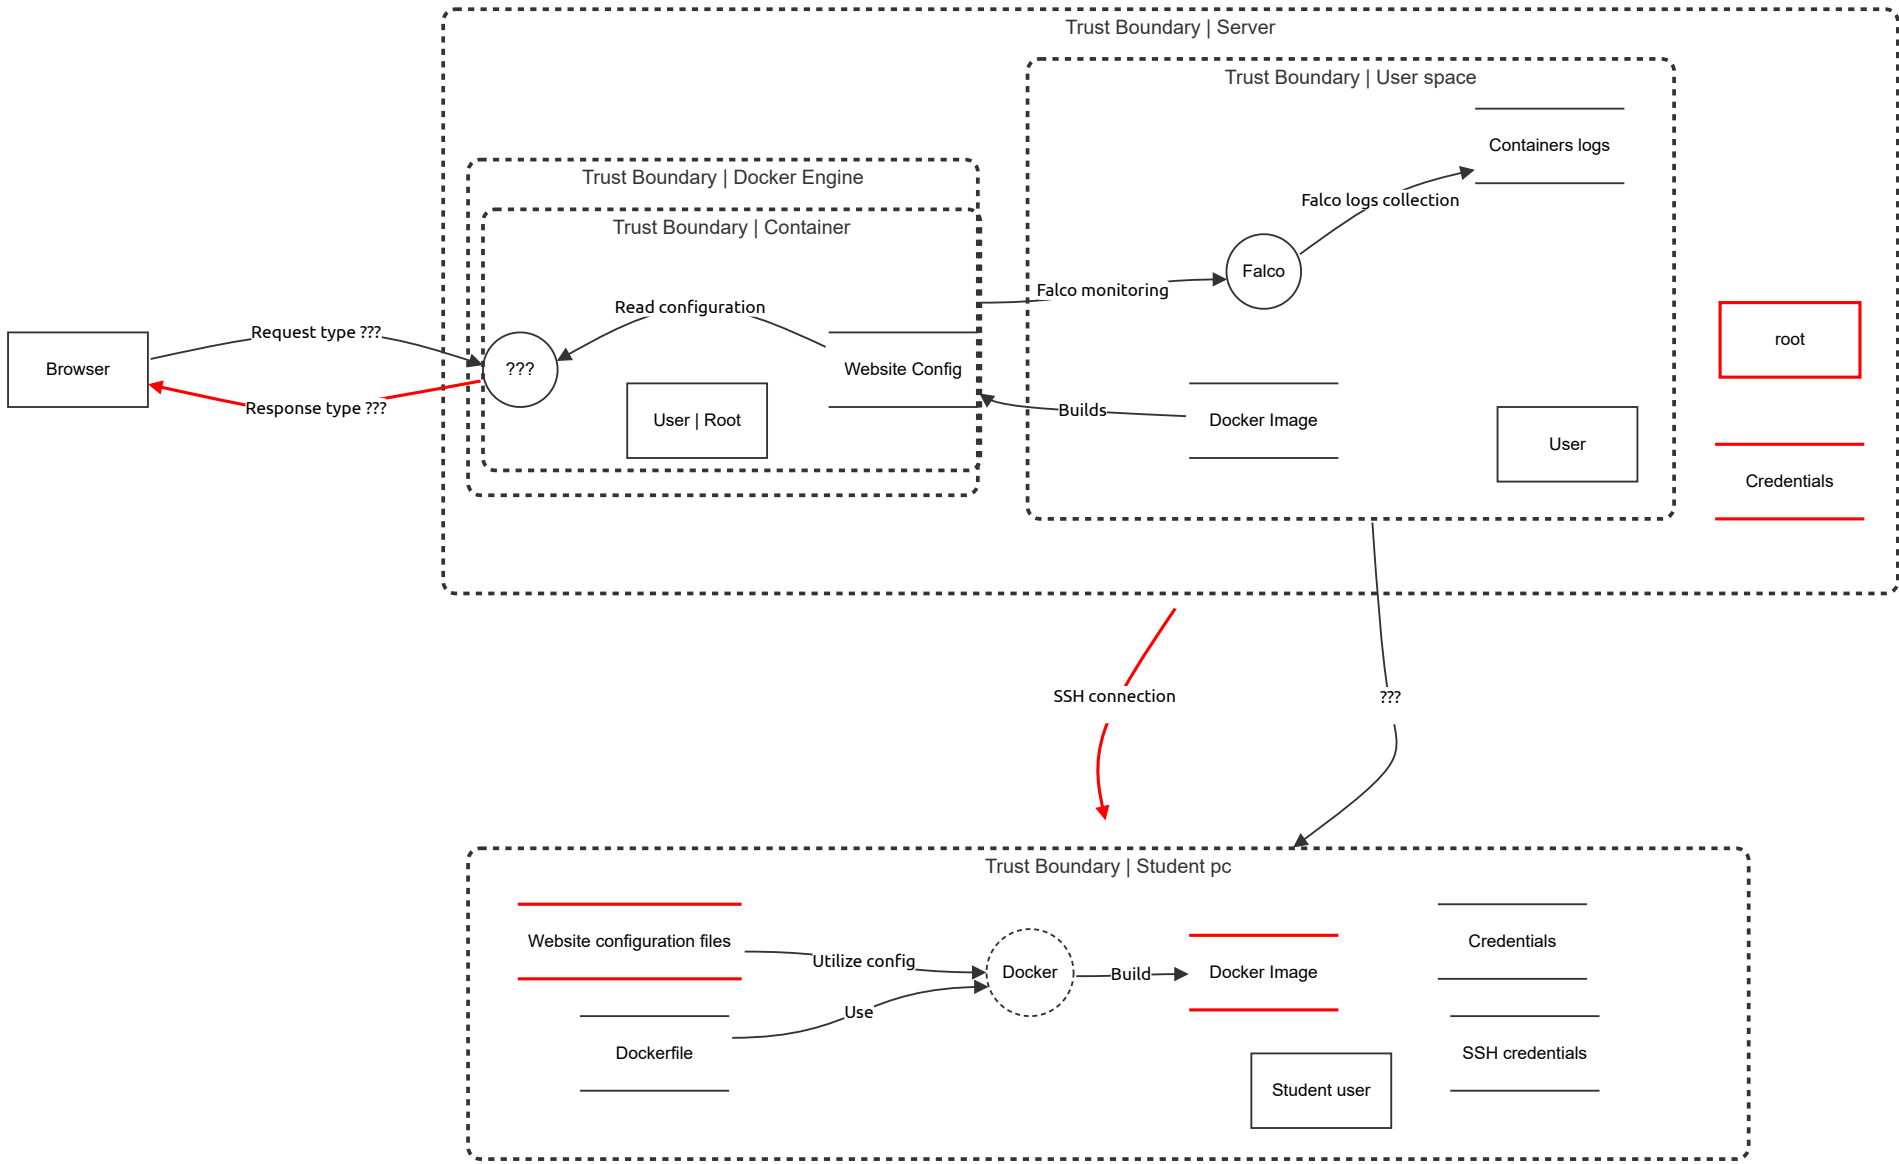 Trust Boundary | Server
Trust Boundary | User space
Containers logs
Trust Boundary | Docker Engine
Falco logs collection
Trust Boundary | Container
Falco
Falco monitoring
Read configuration
Request type ???
root
Browser
???
Website Config
Response type ???
User | Root
Builds
Docker Image
User
Credentials
SSH connection
???
Trust Boundary | Student pc
Website configuration files
Utilize config
Docker
Build
Docker Image
Credentials
Use
Dockerfile
SSH credentials
Student user